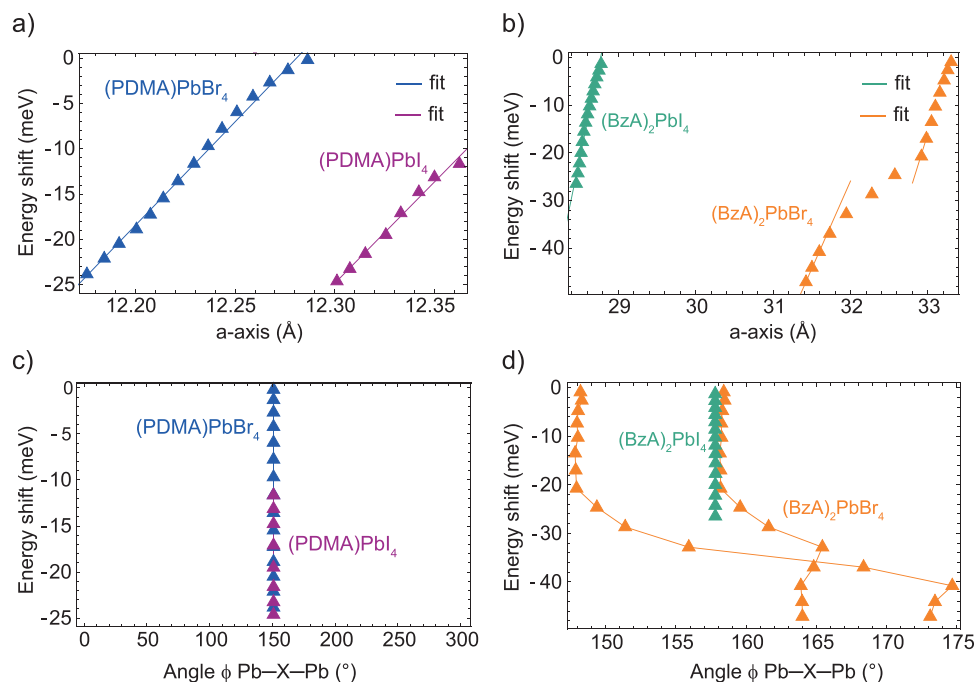 a)
Energy shift (meV)
0
-5
-10
-15
-20
-25
(PDMA)PbBr4
fit
fit
(PDMA)PbI4
12.20
12.25
12.30
12.35
a-axis (Å)
b)
Energy shift (meV)
0
-10
-20
-40
fit
fit
(BzA)2PbI4
(BzA)2PbBr4
29
30
31
32
33
a-axis (Å)
c)
Energy shift (meV)
0
-5
-10
-15
-20
-25
(PDMA)PbBr4
(PDMA)PbI4
0
50
100
150
200
250
300
Angle ϕ Pb—X—Pb (°)
d)
Energy shift (meV)
0
-10
-20
-30
-40
(BzA)2PbI4
(BzA)2PbBr4
150
155
160
165
170
175
Angle ϕ Pb—X—Pb (°)